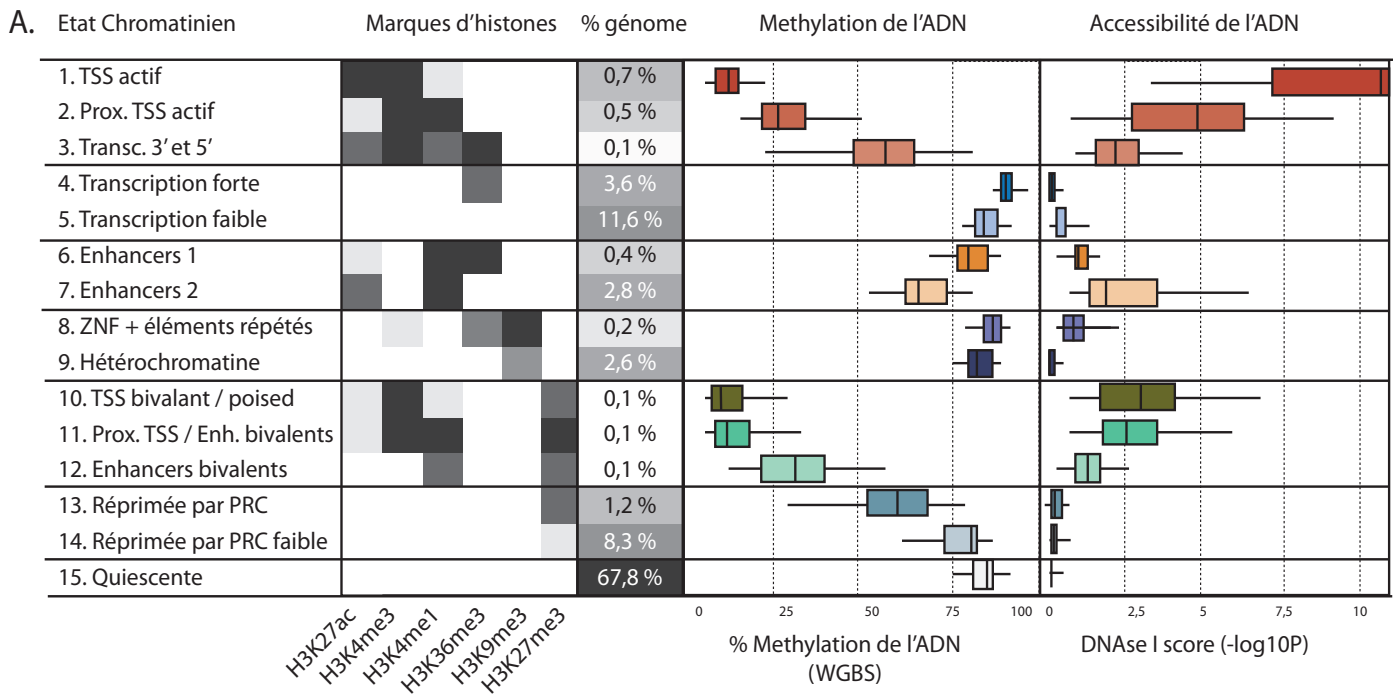 A. Etat Chromatinien Marques d'histones % génome Methylation de l'ADN Accessibilité de l'ADN
1. TSS actif 0,7 %
2. Prox. TSS actif 0,5 %
3. Transc. 3' et 5' 0,1 %
4. Transcription forte 3,6 %
5. Transcription faible 11,6 %
6. Enhancers 1 0,4 %
7. Enhancers 2 2,8 %
8. ZNF + éléments répétés 0,2 %
9. Hétérochromatine 2,6 %
10. TSS bivalant / poised 0,1 %
11. Prox. TSS / Enh. bivalents 0,1 %
12. Enhancers bivalents 0,1 %
13. Réprimée par PRC 1,2 %
14. Réprimée par PRC faible 8,3 %
15. Quiescente 67,8 %
H3K27ac H3K4me3 H3K4me1 H3K36me3 H3K9me3 H3K27me3
0 25 50 75 100 0 2,5 5 7,5 10
% Methylation de l'ADN DNAse I score (-log10P)
(WGBS)